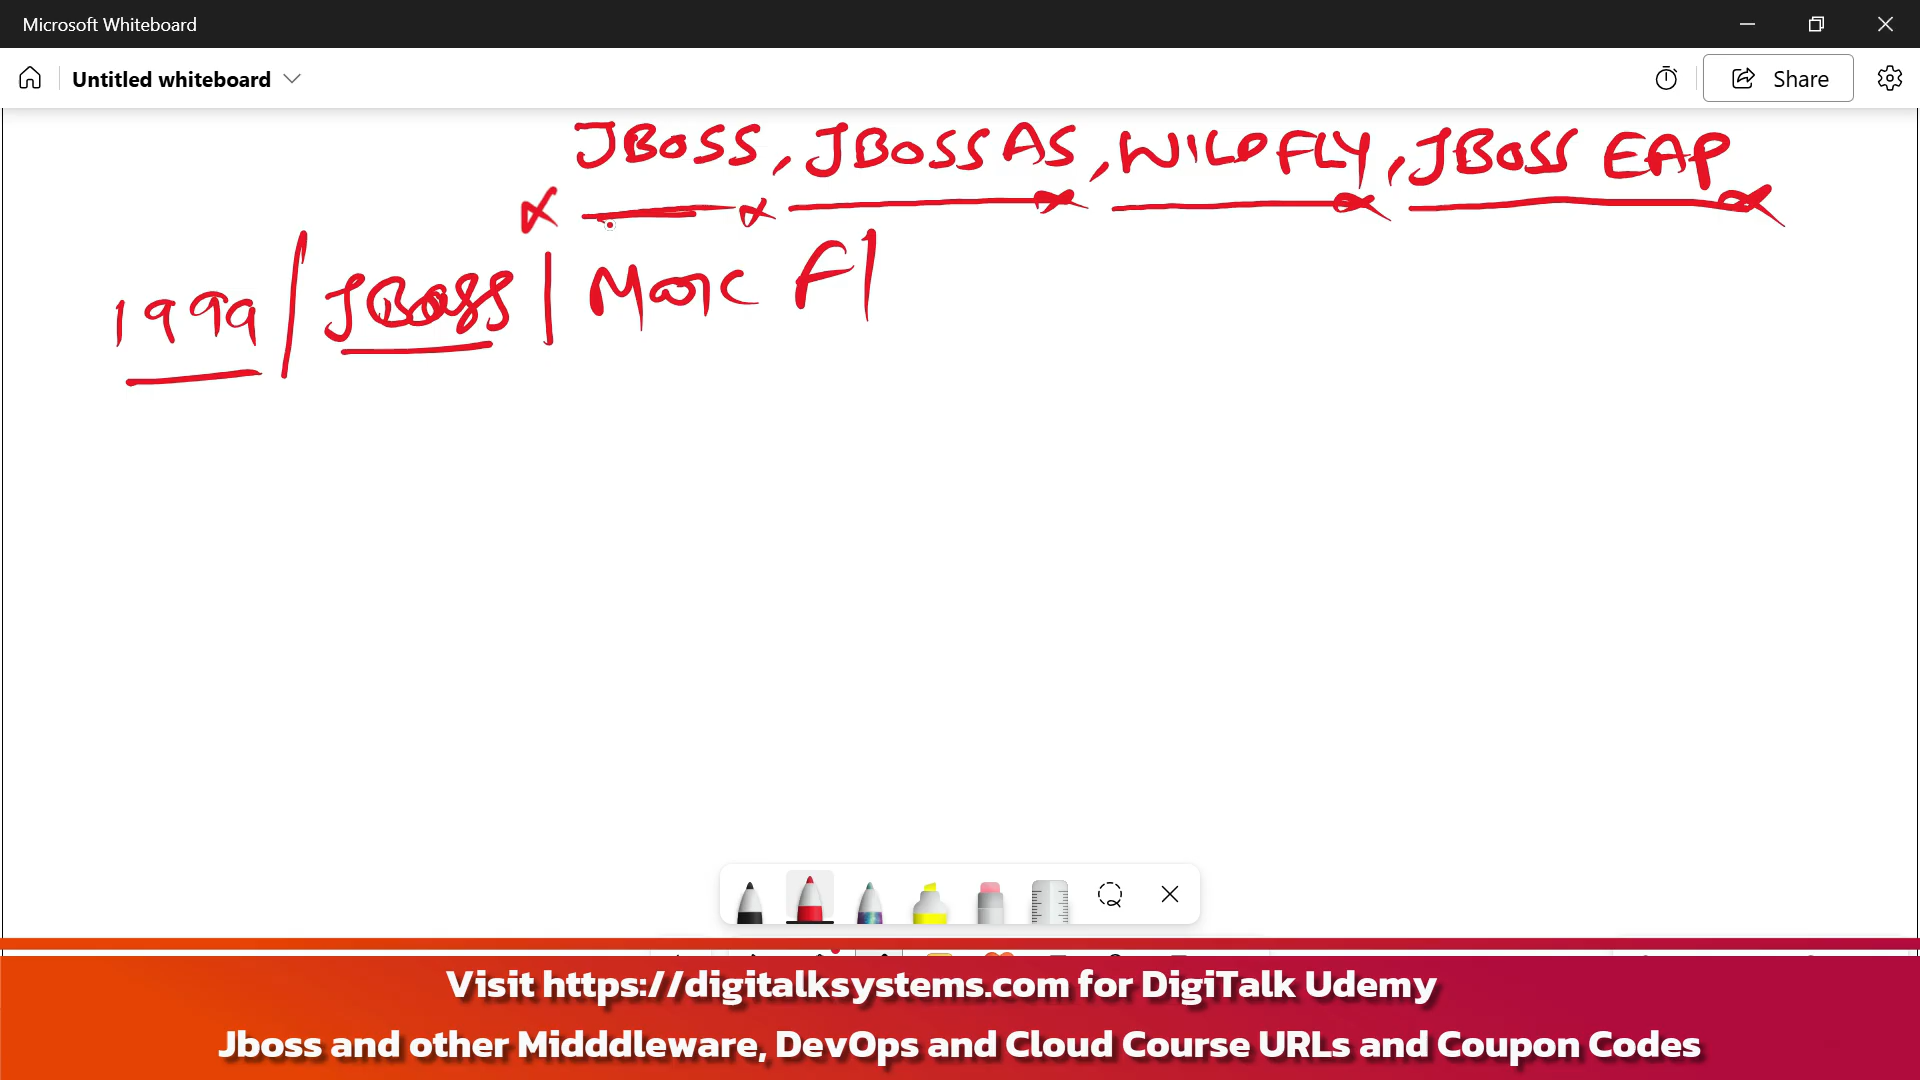 Microsoft Whiteboard
Untitled whiteboard
Share
JBOSS, JBOSS AS, WILDFLY, JBOSS EAP
1999 | JBoss | Marc Fl
Visit https://digitalksystems.com for DigiTalk Udemy
Jboss and other Midddleware, DevOps and Cloud Course URLs and Coupon Codes